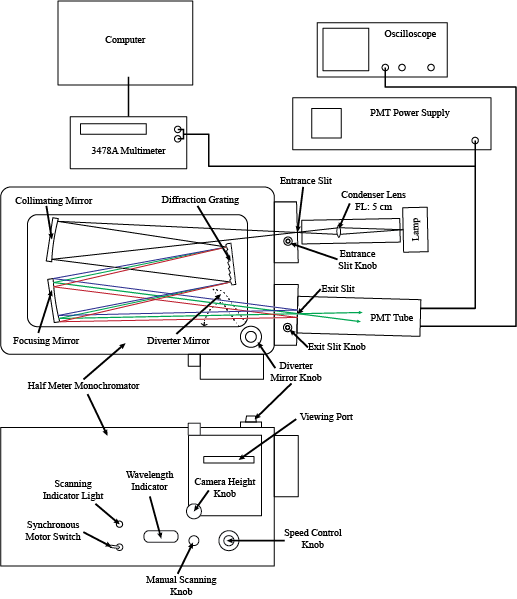 Computer
Oscilloscope
PMT Power Supply
3478A Multimeter
Entrance Slit
Collimating Mirror
Diffraction Grating
Condenser Lens
FL: 5 cm
Lamp
Entrance
Slit Knob
Exit Slit
PMT Tube
Focusing Mirror
Diverter Mirror
Exit Slit Knob
Diverter
Mirror Knob
Half Meter Monochromator
Viewing Port
Scanning
Indicator Light
Wavelength
Indicator
Camera Height
Knob
Synchronous
Motor Switch
Speed Control
Knob
Manual Scanning
Knob